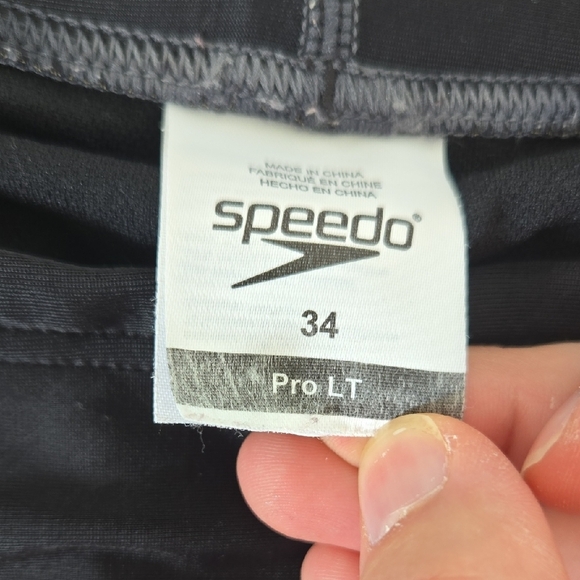 MADE IN CHINA
FABRIQUÉ EN CHINE
HECHO EN CHINA
speedo®
34
Pro LT